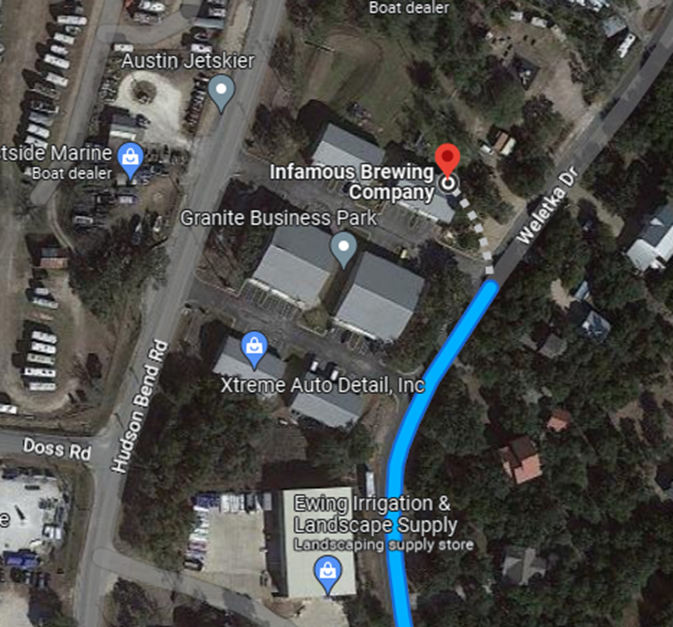 Boat dealer
Austin Jetskier
tside Marine
Boat dealer
Infamous Brewing
Company
Weletka Dr
Granite Business Park
Xtreme Auto Detail, Inc
Hudson Bend Rd
Doss Rd
Ewing Irrigation &
Landscape Supply
Landscaping supply store
e